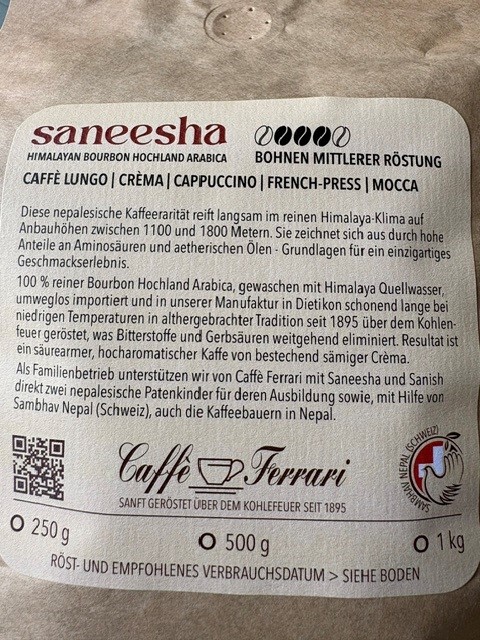 saneesha
HIMALAYAN BOURBON HOCHLAND ARABICA
BOHNEN MITTLERER RÖSTUNG
CAFFÈ LUNGO | CRÈMA | CAPPUCCINO | FRENCH-PRESS | MOCCA
Diese nepalesische Kaffeerarität reift langsam im reinen Himalaya-Klima auf
Anbauhöhen zwischen 1100 und 1800 Metern. Sie zeichnet sich aus durch hohe
Anteile an Aminosäuren und aetherischen Ölen - Grundlagen für ein einzigartiges
Geschmackserlebnis.
100 % reiner Bourbon Hochland Arabica, gewaschen mit Himalaya Quellwasser,
umweglos importiert und in unserer Manufaktur in Dietikon schonend lange bei
niedrigen Temperaturen in althergebrachter Tradition seit 1895 über dem Kohlen-
feuer geröstet, was Bitterstoffe und Gerbsäuren weitgehend eliminiert. Resultat ist
ein säurearmer, hocharomatischer Kaffe von bestechend sämiger Crèma.
Als Familienbetrieb unterstützen wir von Caffè Ferrari mit Saneesha und Sanish
direkt zwei nepalesische Patenkinder für deren Ausbildung sowie, mit Hilfe von
Sambhav Nepal (Schweiz), auch die Kaffeebauern in Nepal.
Caffè Ferrari
SANFT GERÖSTET ÜBER DEM KOHLEFEUER SEIT 1895
SAMBHAV NEPAL (SCHWEIZ)
250 g
500 g
1 kg
RÖST- UND EMPFOHLENES VERBRAUCHSDATUM > SIEHE BODEN